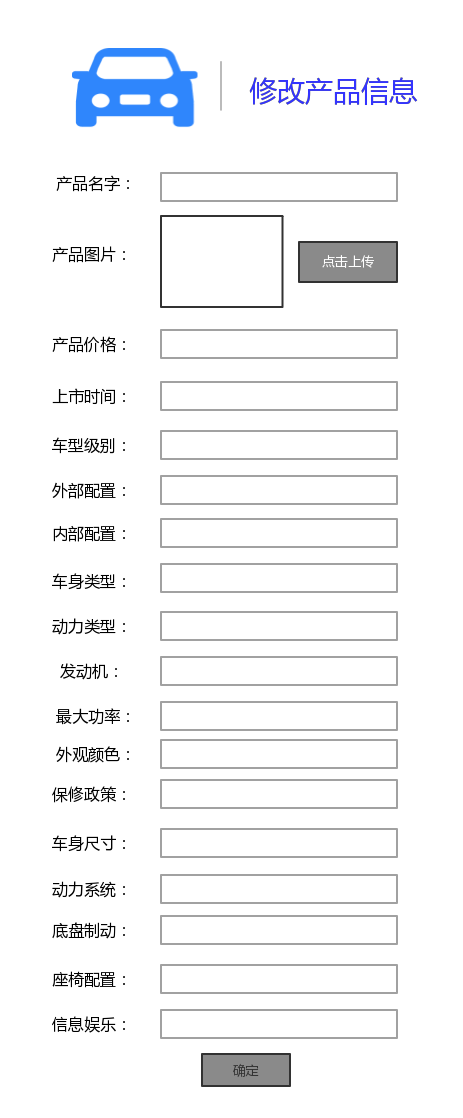 修改产品信息
产品名字：
产品图片：
点击上传
产品价格：
上市时间：
车型级别：
外部配置：
内部配置：
车身类型：
动力类型：
发动机：
最大功率：
外观颜色：
保修政策：
车身尺寸：
动力系统：
底盘制动：
座椅配置：
信息娱乐：
确定